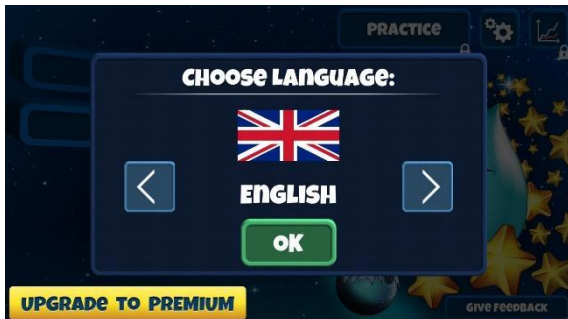 PRACTICE
CHOOSE LANGUAGE:
ENGLISH
OK
UPGRADE TO PREMIUM
GIVE FEEDBACK